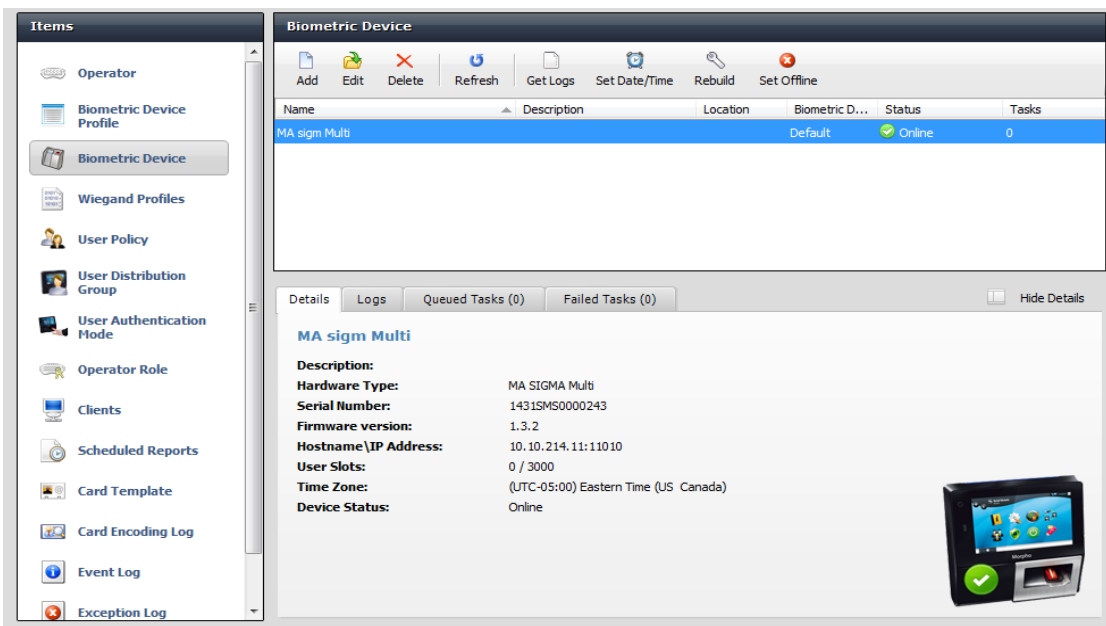 Items
Operator
Biometric Device
Profile
Biometric Device
Wiegand Profiles
User Policy
User Distribution
Group
User Authentication
Mode
Operator Role
Clients
Scheduled Reports
Card Template
Card Encoding Log
Event Log
Exception Log
Biometric Device
Add Edit Delete Refresh Get Logs Set Date/Time Rebuild Set Offline
Name Description Location Biometric D... Status Tasks
MA sigm Multi Default Online 0
Details Logs Queued Tasks (0) Failed Tasks (0) Hide Details
MA sigm Multi
Description:
Hardware Type: MA SIGMA Multi
Serial Number: 1431SMS0000243
Firmware version: 1.3.2
Hostname\IP Address: 10.10.214.11:11010
User Slots: 0 / 3000
Time Zone: (UTC-05:00) Eastern Time (US Canada)
Device Status: Online
Morpho